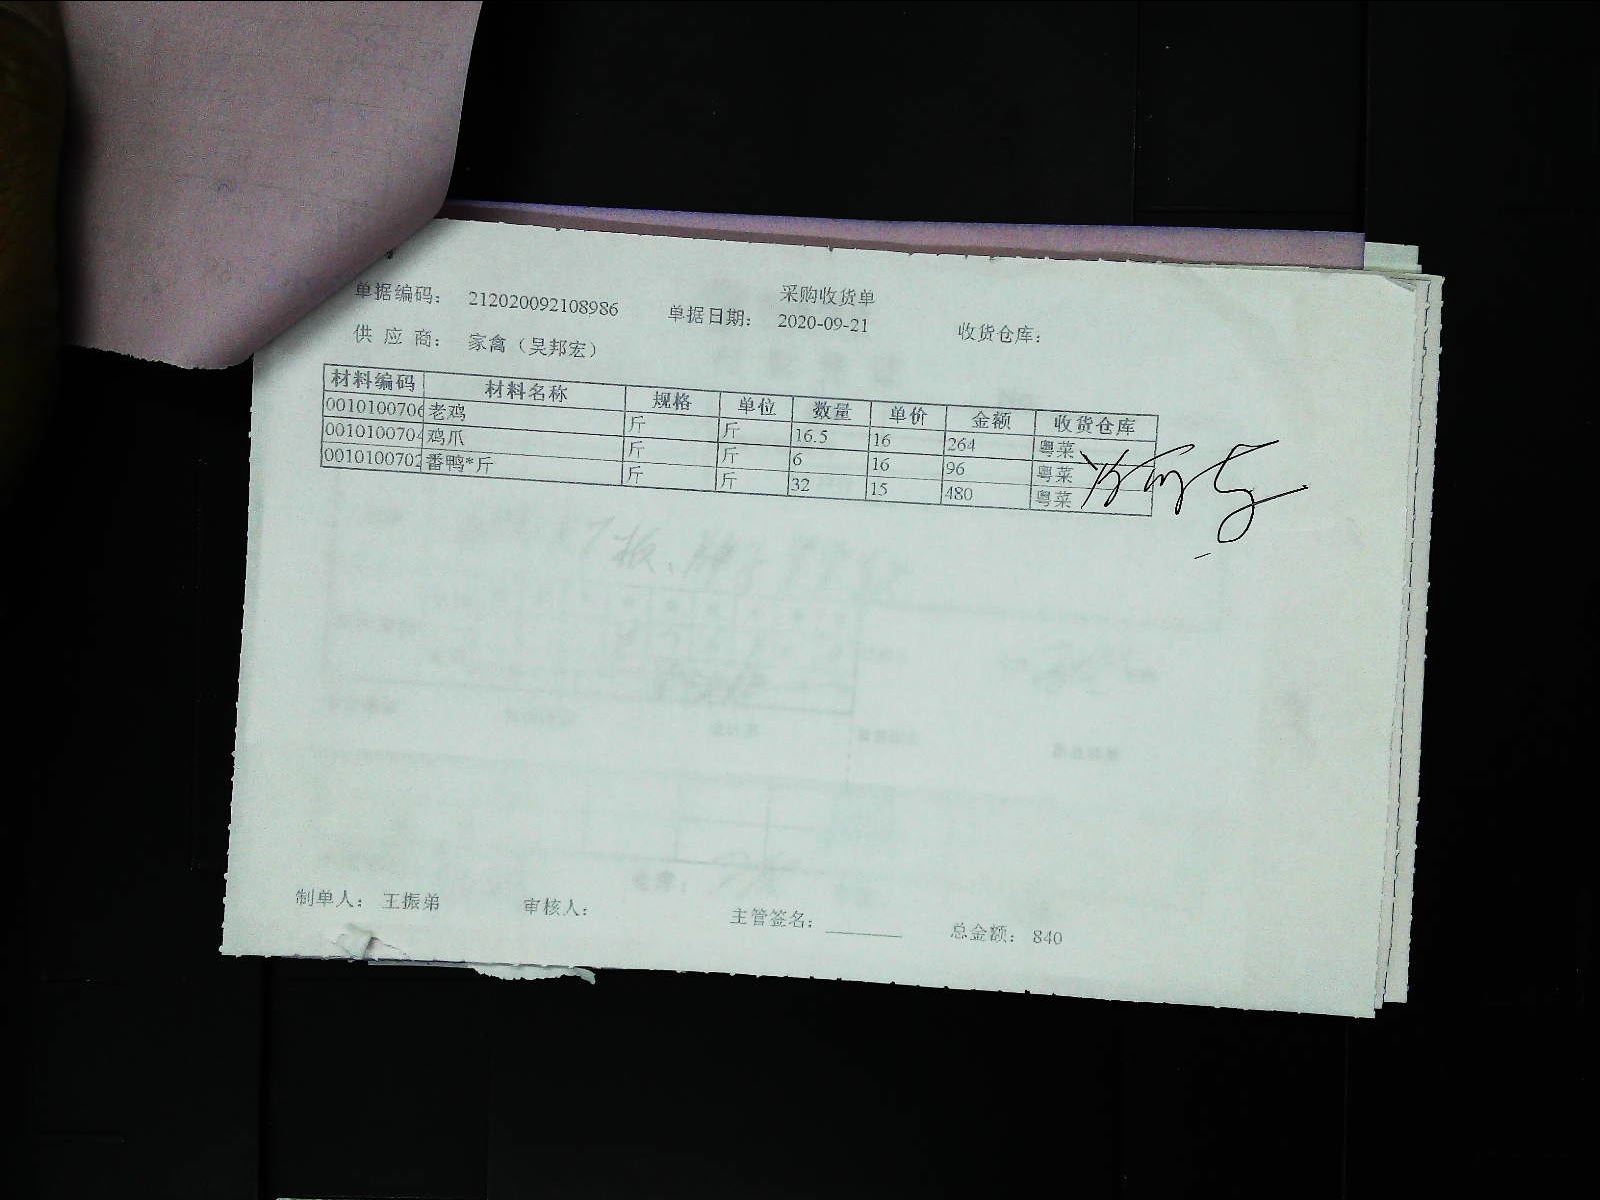 采购收货单
单据编码： 212020092108986 单据日期： 2020-09-21 收货仓库：
供 应 商： 家禽（吴邦宏）
材料编码 材料名称 规格 单位 数量 单价 金额 收货仓库
0010100706 老鸡 斤 斤 16.5 16 264 粤菜
0010100704 鸡爪 斤 斤 6 16 96 粤菜
0010100702 番鸭*斤 斤 斤 32 15 480 粤菜
制单人： 王振弟 审核人： 主管签名： 总金额： 840